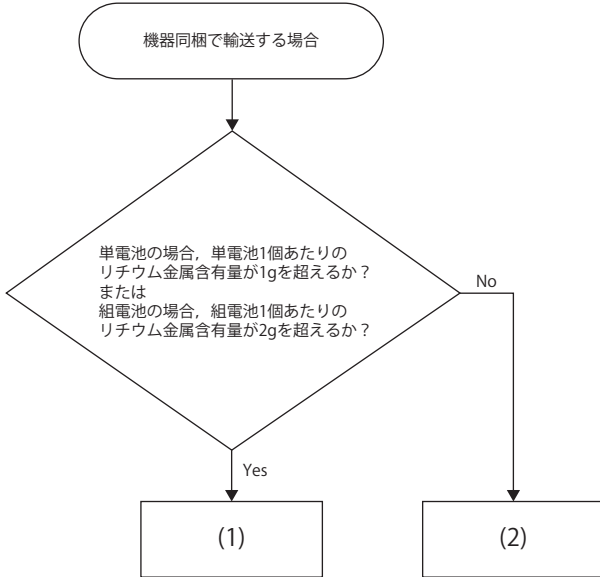 機器同梱で輸送する場合
単電池の場合，単電池1個あたりの
リチウム金属含有量が1gを超えるか？
または
組電池の場合，組電池1個あたりの
リチウム金属含有量が2gを超えるか？
No
Yes
(1)
(2)